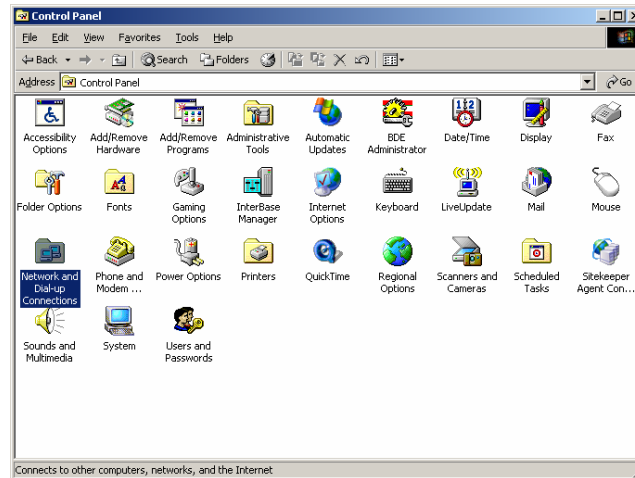 Control Panel
File Edit View Favorites Tools Help
Back Search Folders
Address Control Panel Go
Accessibility Add/Remove Add/Remove Administrative Automatic BDE Date/Time Display Fax
Options Hardware Programs Tools Updates Administrator
Folder Options Fonts Gaming InterBase Internet Keyboard LiveUpdate Mail Mouse
Options Manager Options
Network and Phone and Power Options Printers QuickTime Regional Scanners and Scheduled Sitekeeper
Dial-up Modem ... Options Cameras Tasks Agent Con...
Connections
Sounds and System Users and
Multimedia Passwords
Connects to other computers, networks, and the Internet